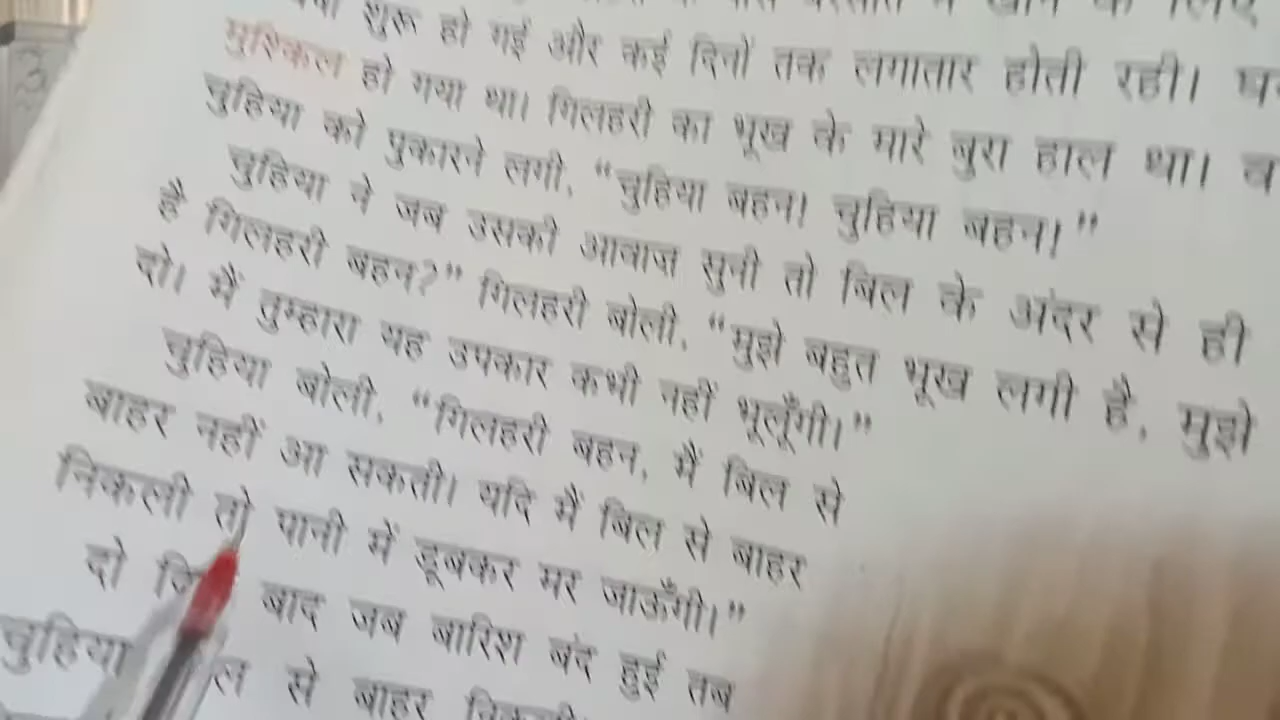 के लिए
शुरू हो गई और कई दिनों तक लगातार होती रही।
मुश्किल हो गया था। गिलहरी का भूख के मारे बुरा हाल था।
चुहिया को पुकारने लगी, “चुहिया बहन! चुहिया बहन!”
चुहिया ने जब उसकी आवाज़ सुनी तो बिल के अंदर से ही
है गिलहरी बहन?” गिलहरी बोली, “मुझे बहुत भूख लगी है, मुझे
दो। मैं तुम्हारा यह उपकार कभी नहीं भूलूँगी।”
चुहिया बोली, “गिलहरी बहन, मैं बिल से
बाहर नहीं आ सकती। यदि मैं बिल से बाहर
निकली तो पानी में डूबकर मर जाऊँगी।”
दो बाद जब बारिश बंद हुई तब
चुहिया से बाहर